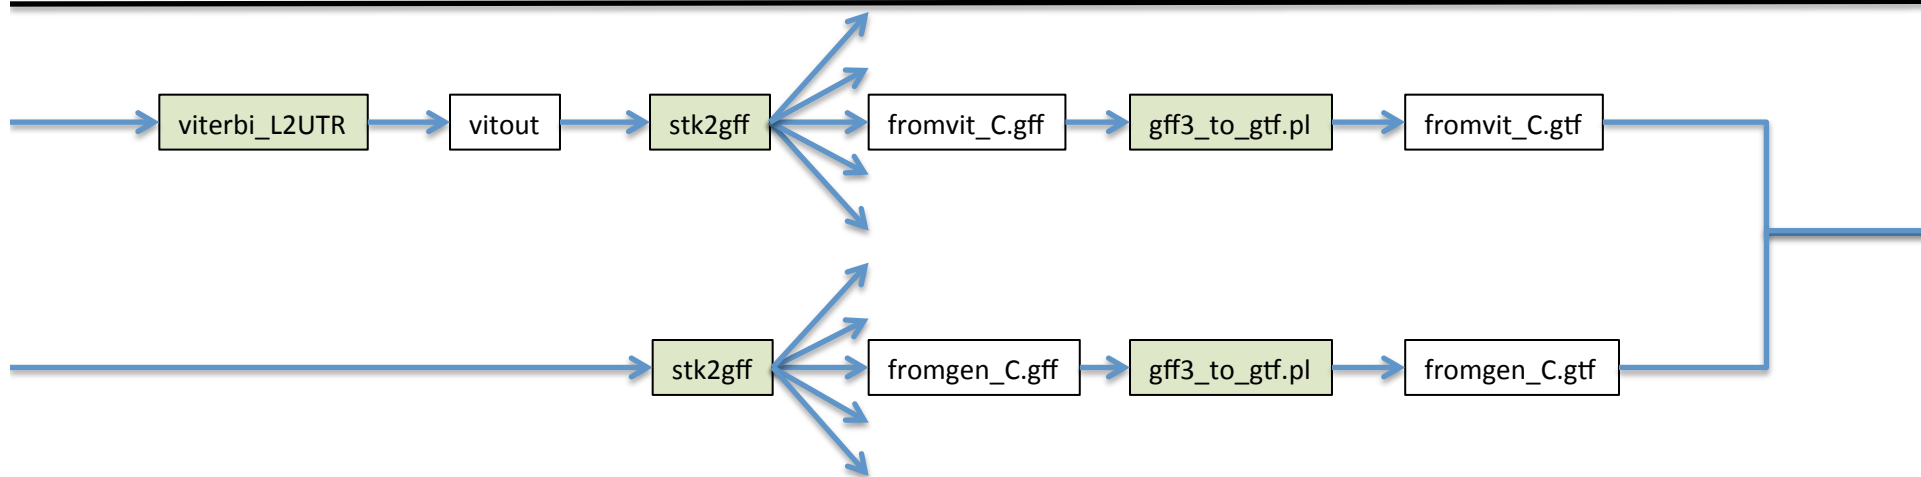 viterbi_L2UTR
vitout
stk2gff
fromvit_C.gff
gff3_to_gtf.pl
fromvit_C.gtf
stk2gff
fromgen_C.gff
gff3_to_gtf.pl
fromgen_C.gtf